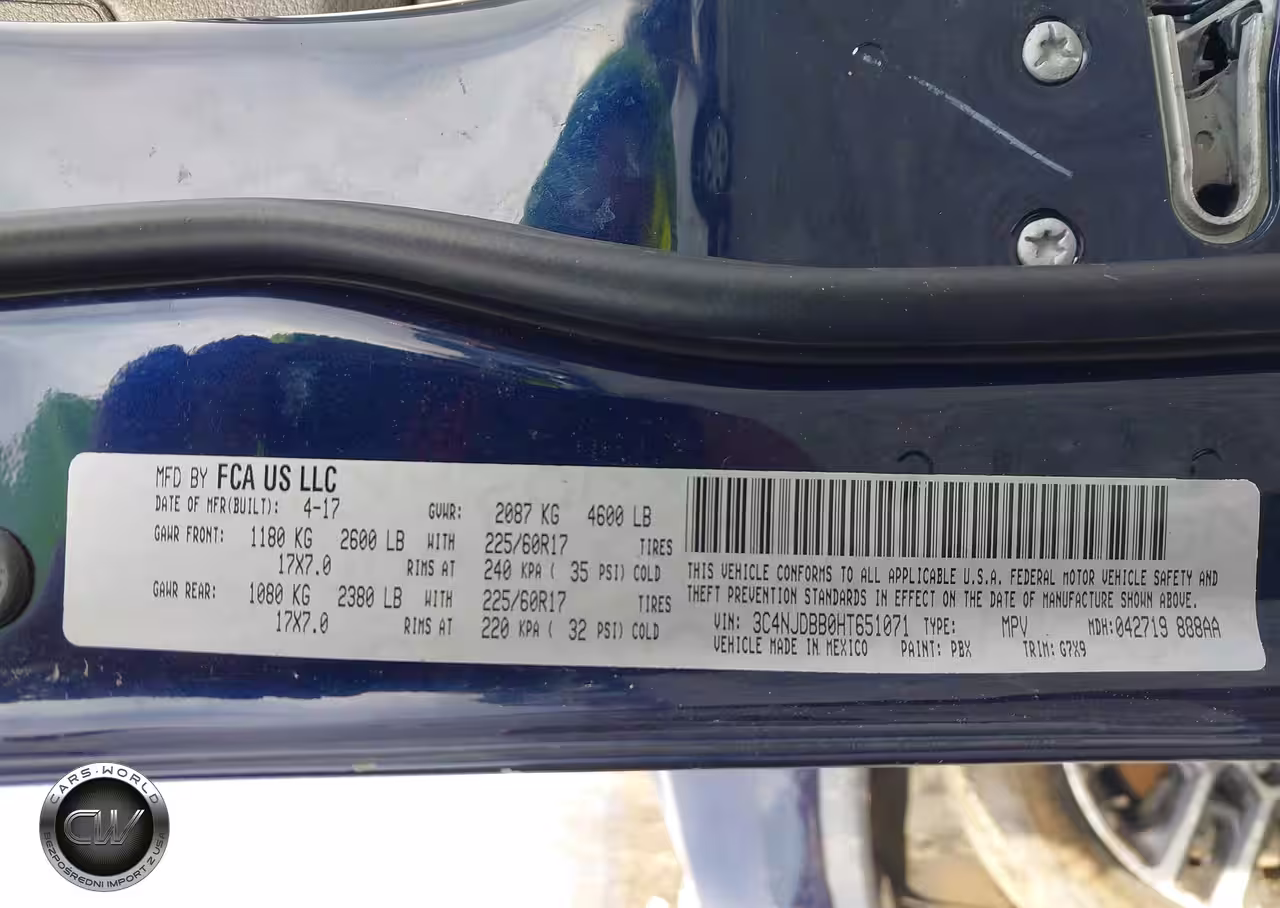 MFD BY FCA US LLC
DATE OF MFR(BUILT): 4-17 GVWR: 2087 KG 4600 LB
GAWR FRONT: 1180 KG 2600 LB WITH 225/60R17 TIRES
17X7.0 RIMS AT 240 KPA ( 35 PSI) COLD
GAWR REAR: 1080 KG 2380 LB WITH 225/60R17 TIRES
17X7.0 RIMS AT 220 KPA ( 32 PSI) COLD
THIS VEHICLE CONFORMS TO ALL APPLICABLE U.S.A. FEDERAL MOTOR VEHICLE SAFETY AND
THEFT PREVENTION STANDARDS IN EFFECT ON THE DATE OF MANUFACTURE SHOWN ABOVE.
VIN: 3C4NJDBB0HT651071 TYPE: MPV MDH:042719 888AA
VEHICLE MADE IN MEXICO PAINT: PBX TRIM: G7X9
CARS-WORLD
CW
BEZPOŚREDNI IMPORT Z USA